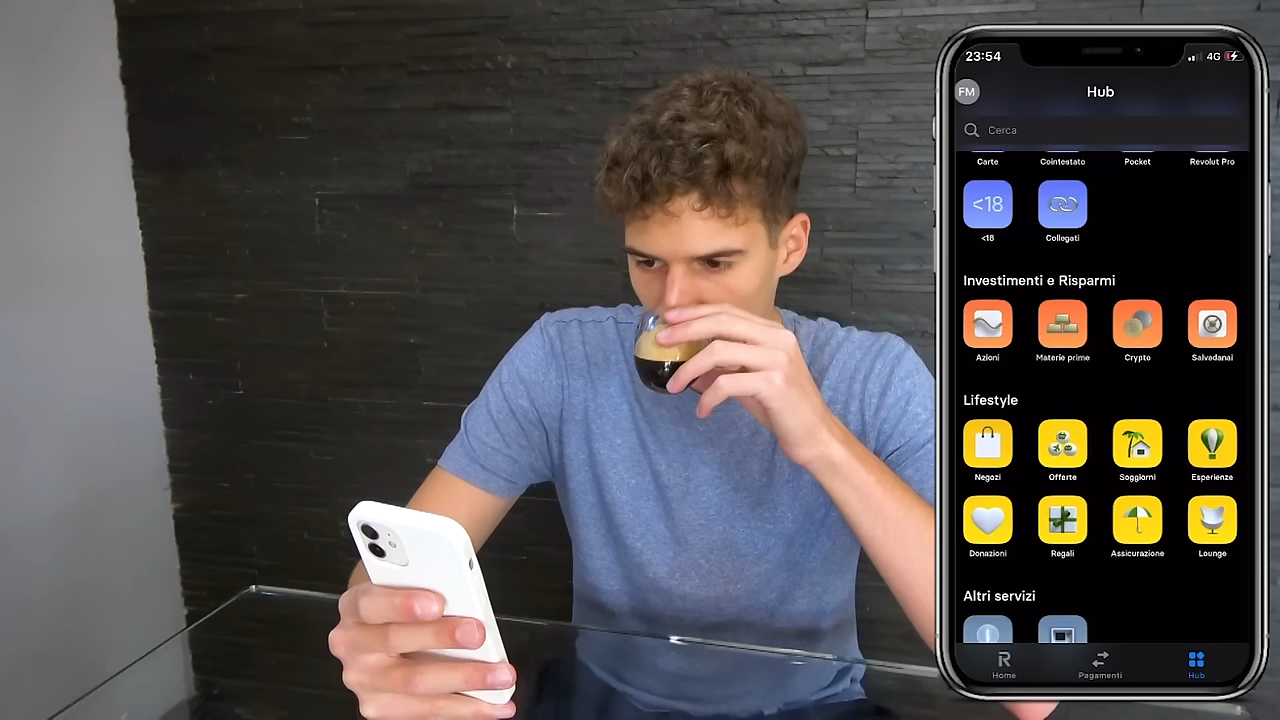 23:54 4G
FM Hub
Cerca
Carte Cointestato Pocket Revolut Pro
<18
<18 Collegati
Investimenti e Risparmi
Azioni Materie prime Crypto Salvadanai
Lifestyle
Negozi Offerte Soggiorni Esperienze
Donazioni Regali Assicurazione Lounge
Altri servizi
R
Home Pagamenti Hub